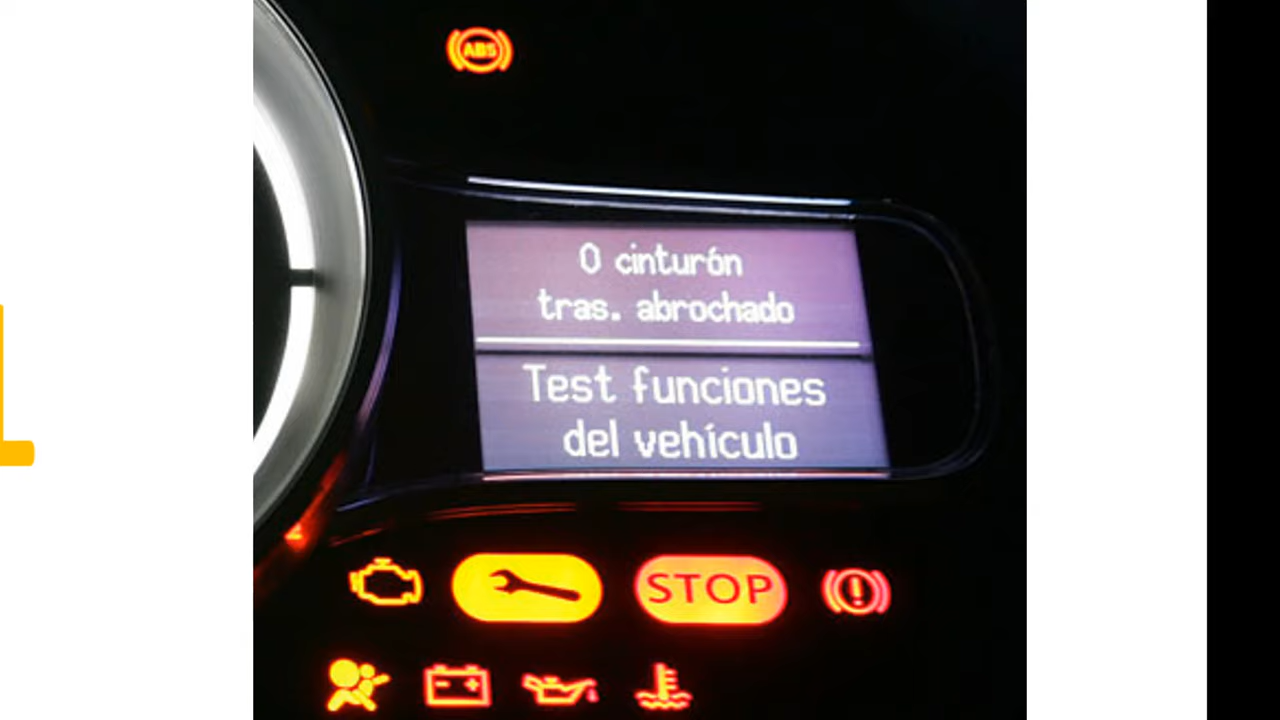 ABS
0 cinturón
tras. abrochado
Test funciones
del vehículo
STOP